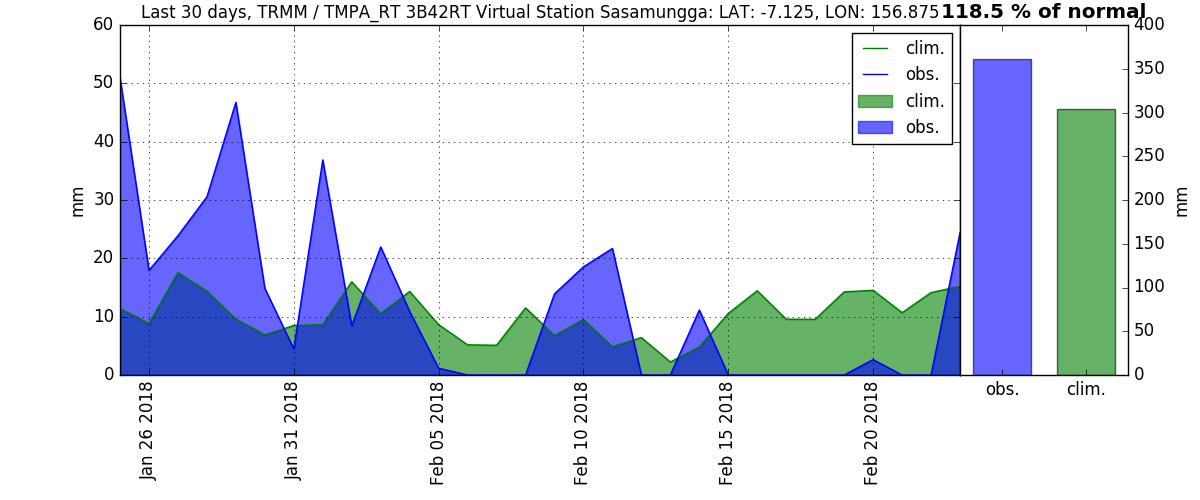 Last 30 days, TRMM / TMPA_RT 3B42RT Virtual Station Sasamungga: LAT: -7.125, LON: 156.875
118.5 % of normal
mm
60
50
40
30
20
10
0
clim.
obs.
clim.
obs.
Jan 26 2018
Jan 31 2018
Feb 05 2018
Feb 10 2018
Feb 15 2018
Feb 20 2018
400
350
300
250
200
150
100
50
0
mm
obs.
clim.